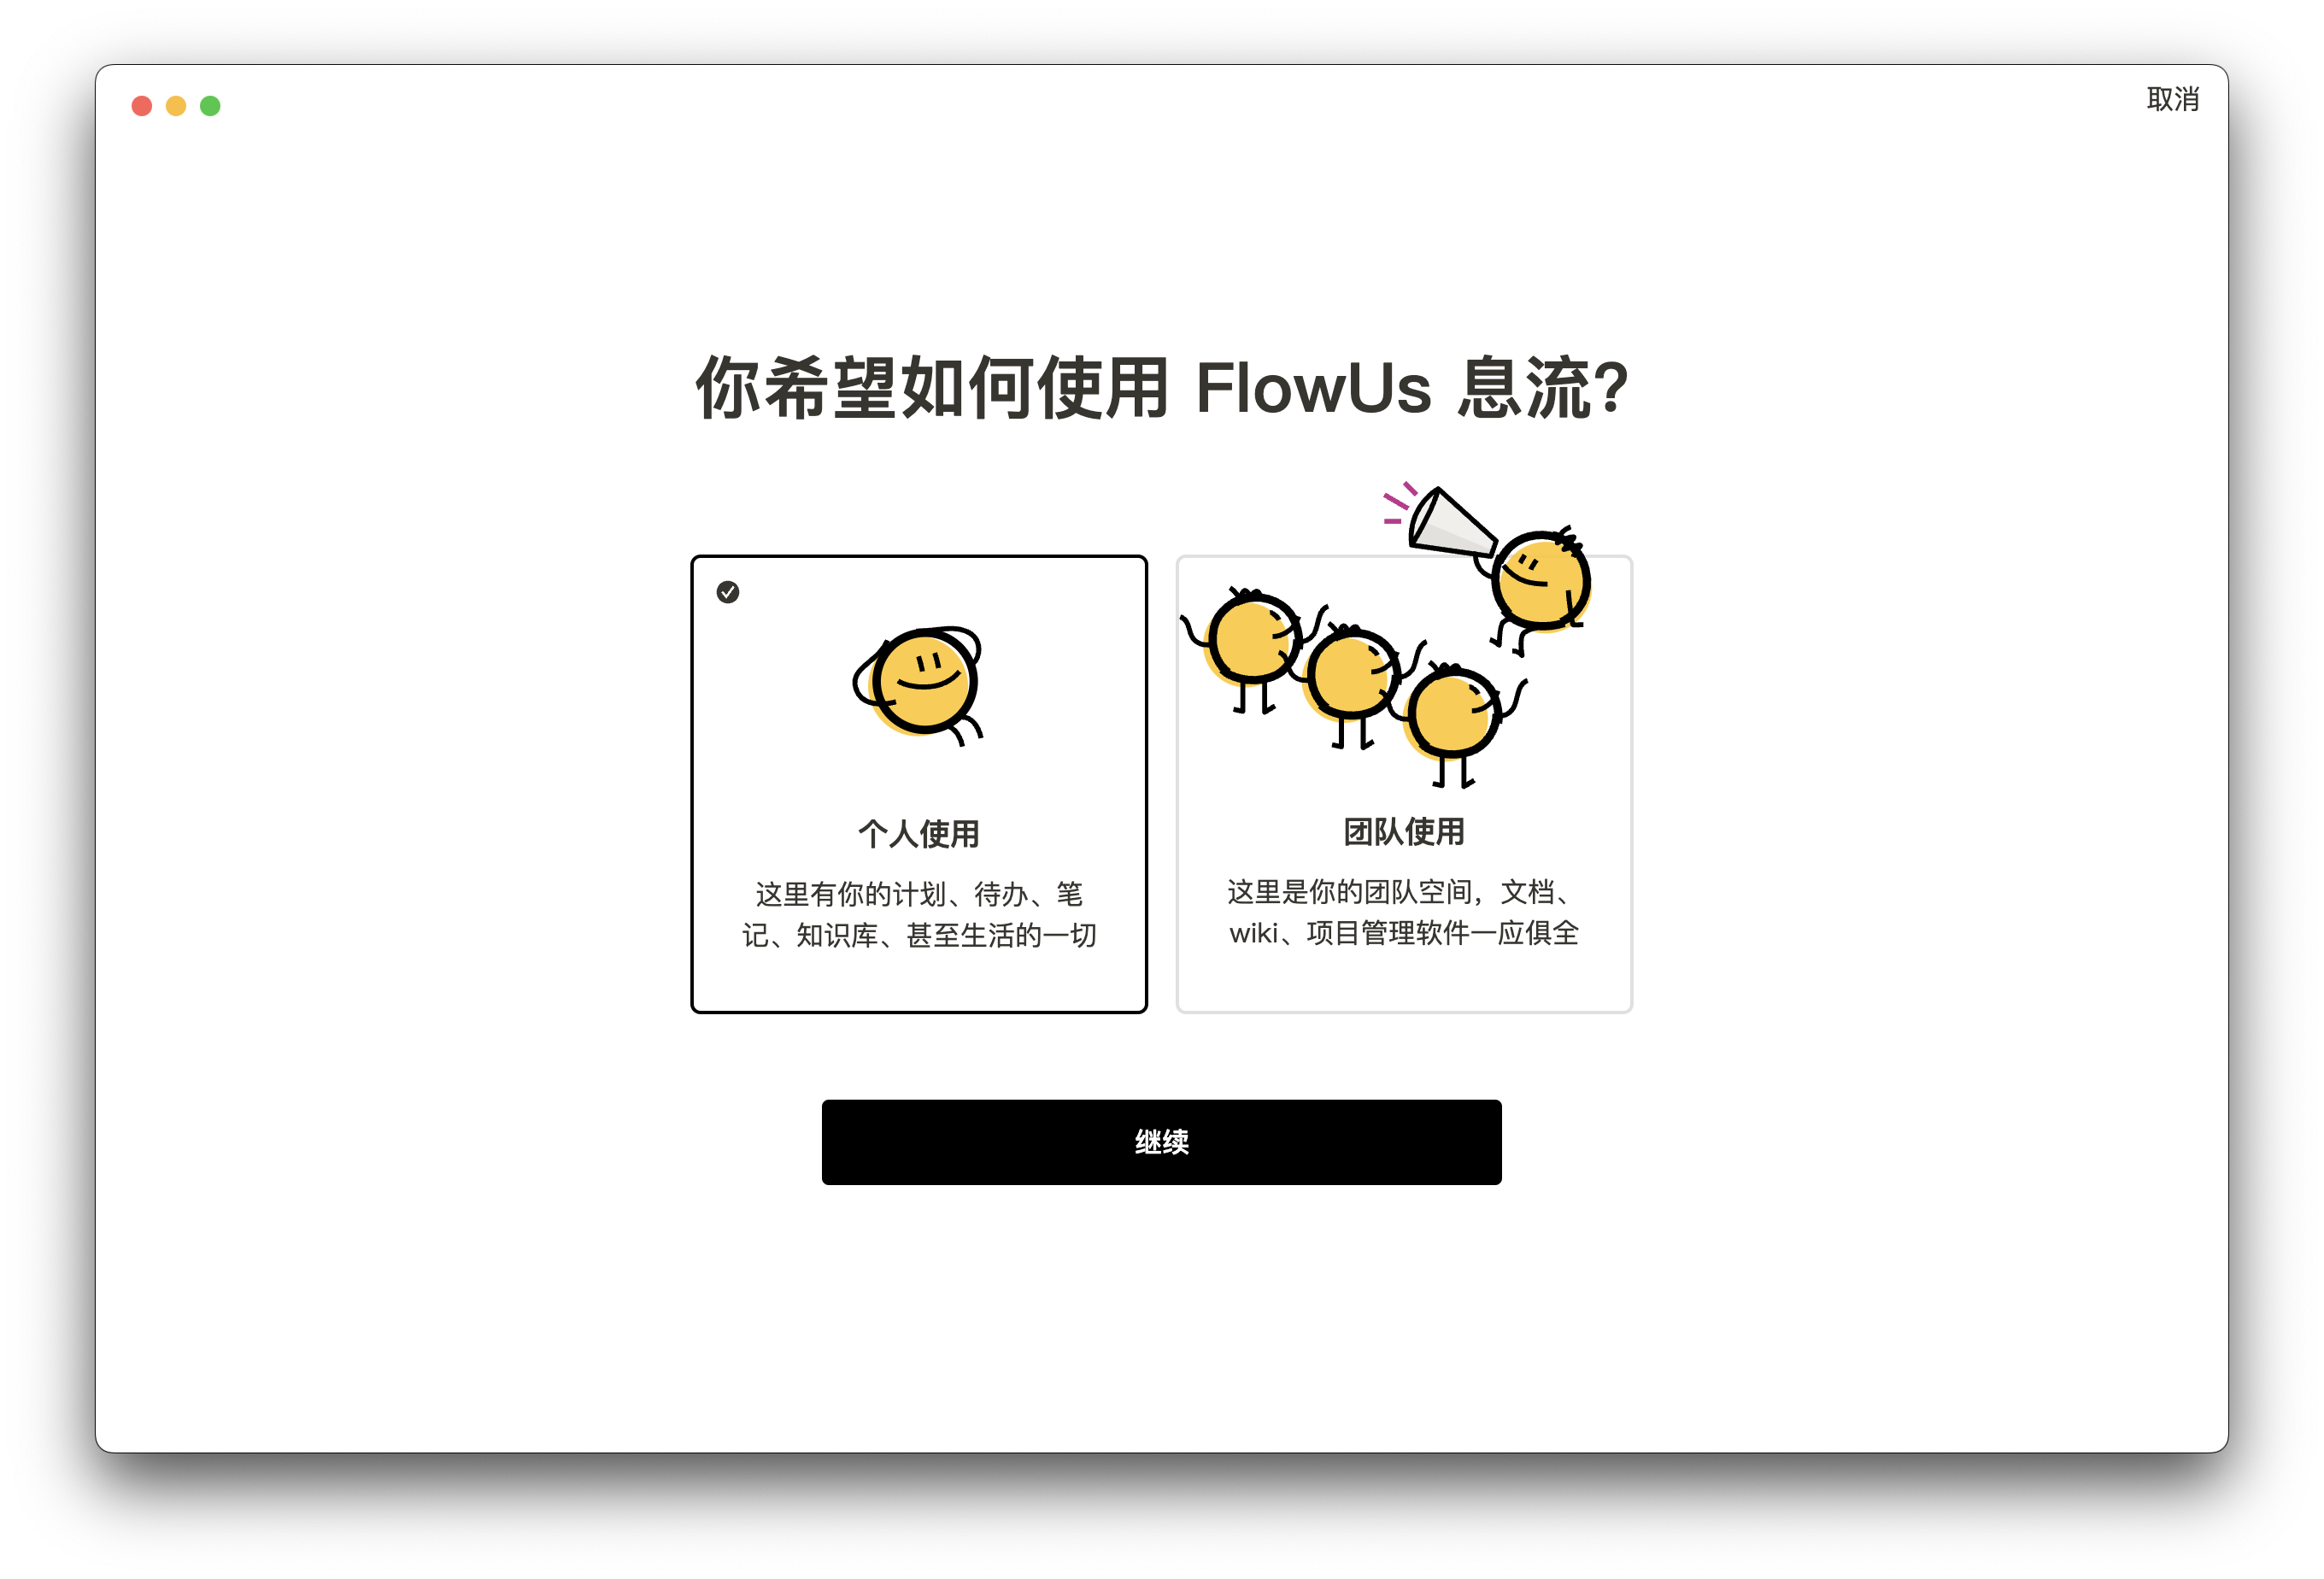 取消
你希望如何使用 FlowUs 息流?
个人使用
这里有你的计划、待办、笔
记、知识库、甚至生活的一切
团队使用
这里是你的团队空间，文档、
wiki、项目管理软件一应俱全
继续